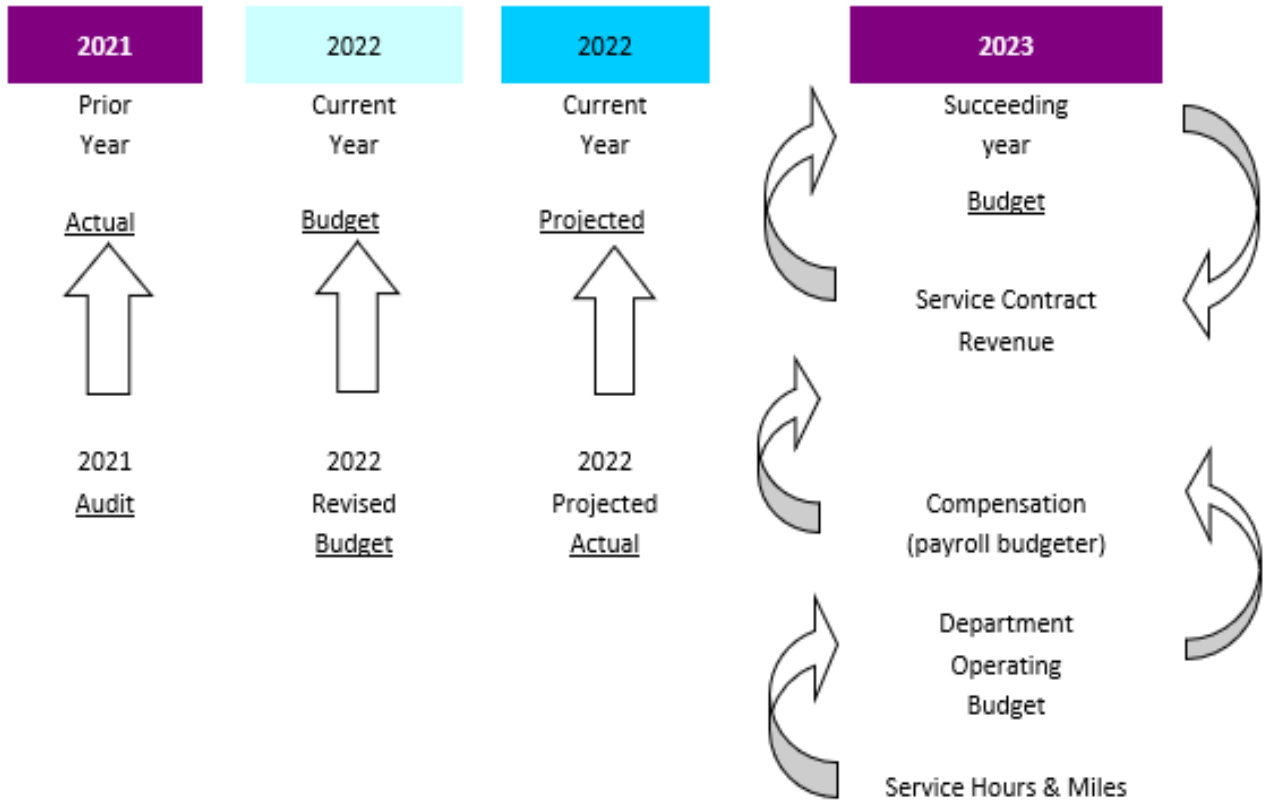 2021
Prior
Year
Actual
2021
Audit
2022
Current
Year
Budget
2022
Revised
Budget
2022
Current
Year
Projected
2022
Projected
Actual
2023
Succeeding
year
Budget
Service Contract
Revenue
Compensation
(payroll budgeter)
Department
Operating
Budget
Service Hours & Miles